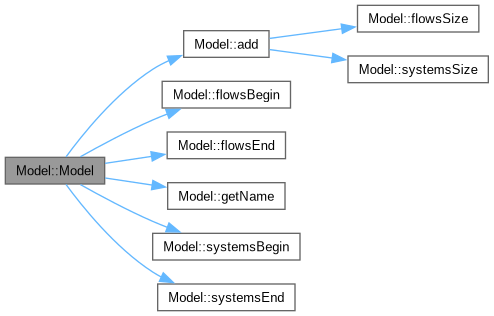 Model::Model
Model::add
Model::flowsSize
Model::systemsSize
Model::flowsBegin
Model::flowsEnd
Model::getName
Model::systemsBegin
Model::systemsEnd